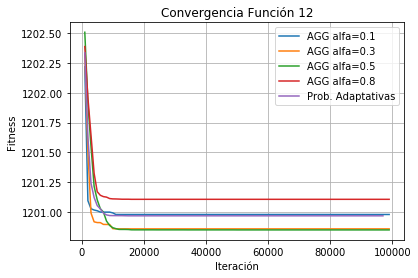 Convergencia Función 12
AGG alfa=0.1
AGG alfa=0.3
AGG alfa=0.5
AGG alfa=0.8
Prob. Adaptativas
Fitness
1202.50
1202.25
1202.00
1201.75
1201.50
1201.25
1201.00
0 20000 40000 60000 80000 100000
Iteración